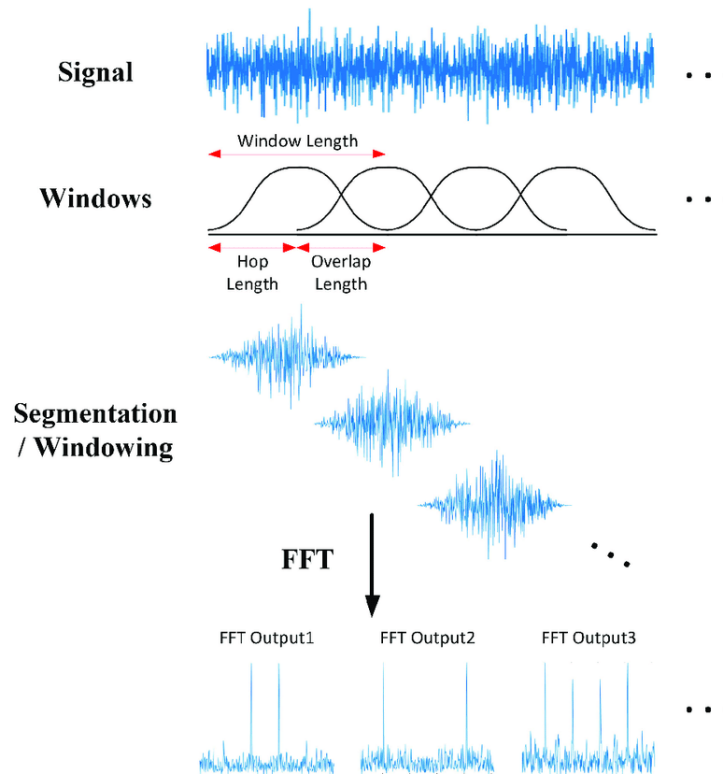 Signal
Window Length
Windows
Hop
Length
Overlap
Length
Segmentation
/ Windowing
FFT
FFT Output1
FFT Output2
FFT Output3